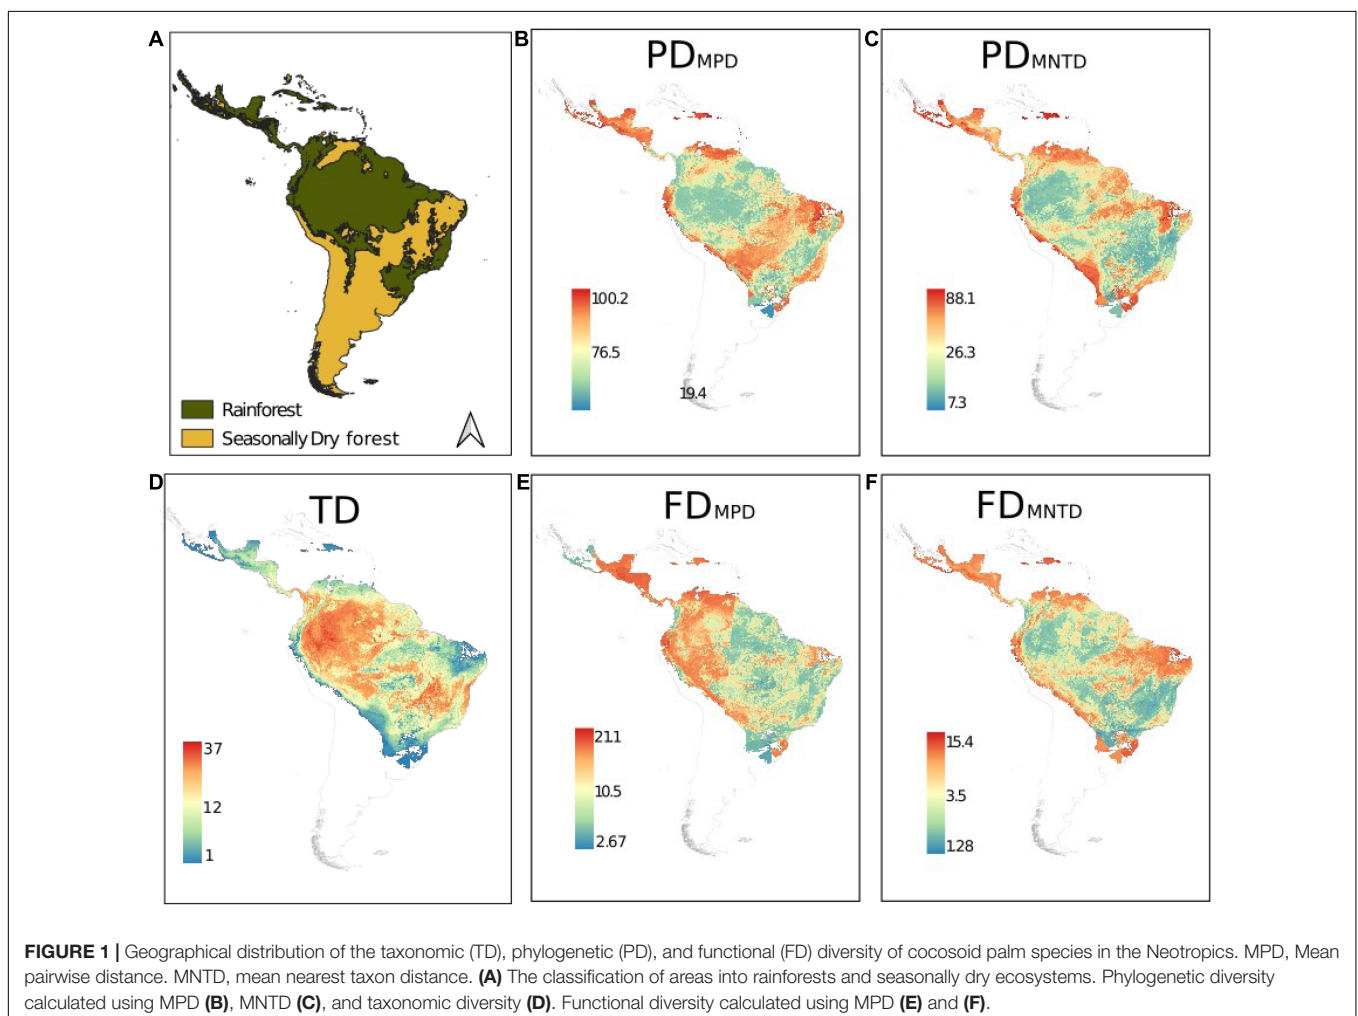 A
Rainforest
Seasonally Dry forest
B
PDMPD
100.2
76.5
19.4
C
PDMNTD
88.1
26.3
7.3
D
TD
37
12
1
E
FDMPD
21.1
10.5
2.67
F
FDMNTD
15.4
3.5
128
FIGURE 1 | Geographical distribution of the taxonomic (TD), phylogenetic (PD), and functional (FD) diversity of cocosoid palm species in the Neotropics. MPD, Mean
pairwise distance. MNTD, mean nearest taxon distance. (A) The classification of areas into rainforests and seasonally dry ecosystems. Phylogenetic diversity
calculated using MPD (B), MNTD (C), and taxonomic diversity (D). Functional diversity calculated using MPD (E) and (F).